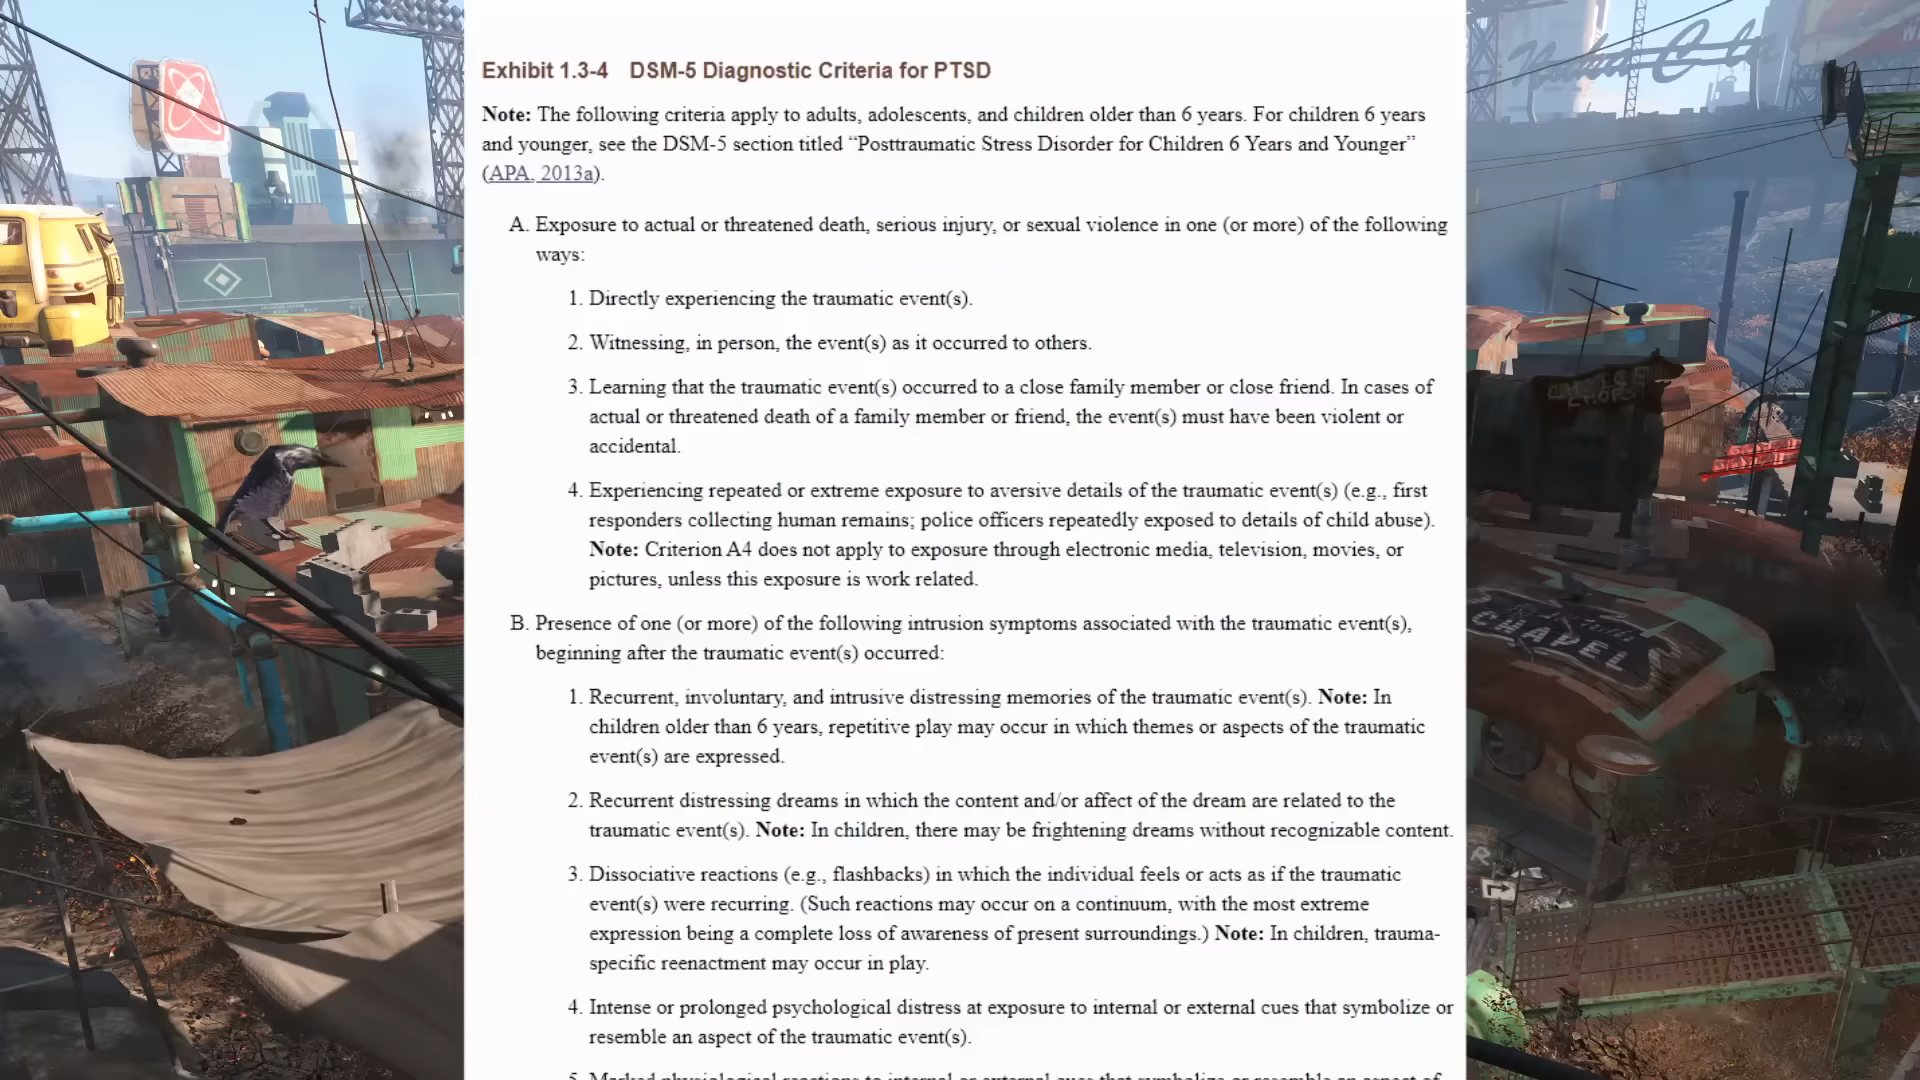 Exhibit 1.3-4 DSM-5 Diagnostic Criteria for PTSD
Note: The following criteria apply to adults, adolescents, and children older than 6 years. For children 6 years
and younger, see the DSM-5 section titled “Posttraumatic Stress Disorder for Children 6 Years and Younger”
(APA, 2013a).
A. Exposure to actual or threatened death, serious injury, or sexual violence in one (or more) of the following
ways:
1. Directly experiencing the traumatic event(s).
2. Witnessing, in person, the event(s) as it occurred to others.
3. Learning that the traumatic event(s) occurred to a close family member or close friend. In cases of
actual or threatened death of a family member or friend, the event(s) must have been violent or
accidental.
4. Experiencing repeated or extreme exposure to aversive details of the traumatic event(s) (e.g., first
responders collecting human remains; police officers repeatedly exposed to details of child abuse).
Note: Criterion A4 does not apply to exposure through electronic media, television, movies, or
pictures, unless this exposure is work related.
B. Presence of one (or more) of the following intrusion symptoms associated with the traumatic event(s),
beginning after the traumatic event(s) occurred:
1. Recurrent, involuntary, and intrusive distressing memories of the traumatic event(s). Note: In
children older than 6 years, repetitive play may occur in which themes or aspects of the traumatic
event(s) are expressed.
2. Recurrent distressing dreams in which the content and/or affect of the dream are related to the
traumatic event(s). Note: In children, there may be frightening dreams without recognizable content.
3. Dissociative reactions (e.g., flashbacks) in which the individual feels or acts as if the traumatic
event(s) were recurring. (Such reactions may occur on a continuum, with the most extreme
expression being a complete loss of awareness of present surroundings.) Note: In children, trauma-
specific reenactment may occur in play.
4. Intense or prolonged psychological distress at exposure to internal or external cues that symbolize or
resemble an aspect of the traumatic event(s).
5. Marked physiological reactions to internal or external cues that symbolize or resemble an aspect of
CHAPEL